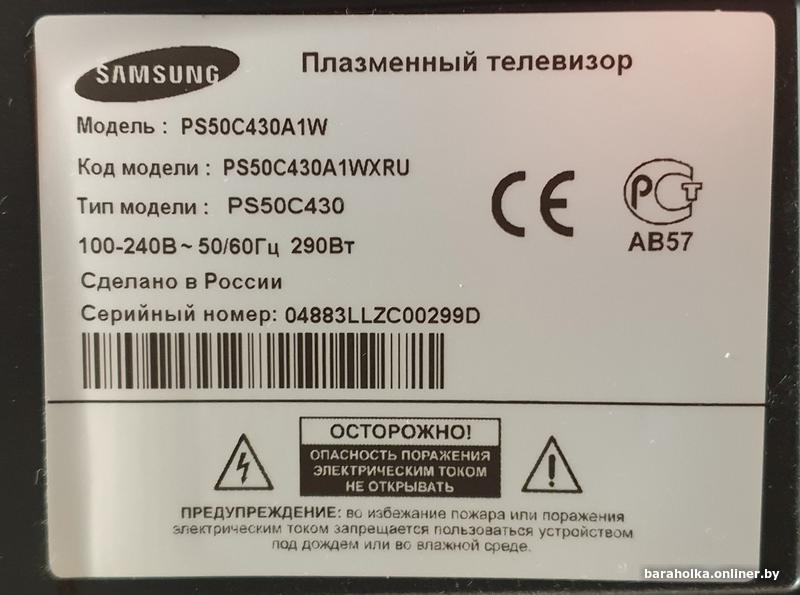 SAMSUNG
Плазменный телевизор
Модель : PS50C430A1W
Код модели : PS50C430A1WXRU
Тип модели : PS50C430
100-240В ~ 50/60Гц 290Вт
Сделано в России
Серийный номер: 04883LLZC00299D
CE
РСТ
АВ57
ОСТОРОЖНО!
ОПАСНОСТЬ ПОРАЖЕНИЯ
ЭЛЕКТРИЧЕСКИМ ТОКОМ
НЕ ОТКРЫВАТЬ
ПРЕДУПРЕЖДЕНИЕ: во избежание пожара или поражения
электрическим током запрещается пользоваться устройством
под дождем или во влажной среде.
baraholka.onliner.by